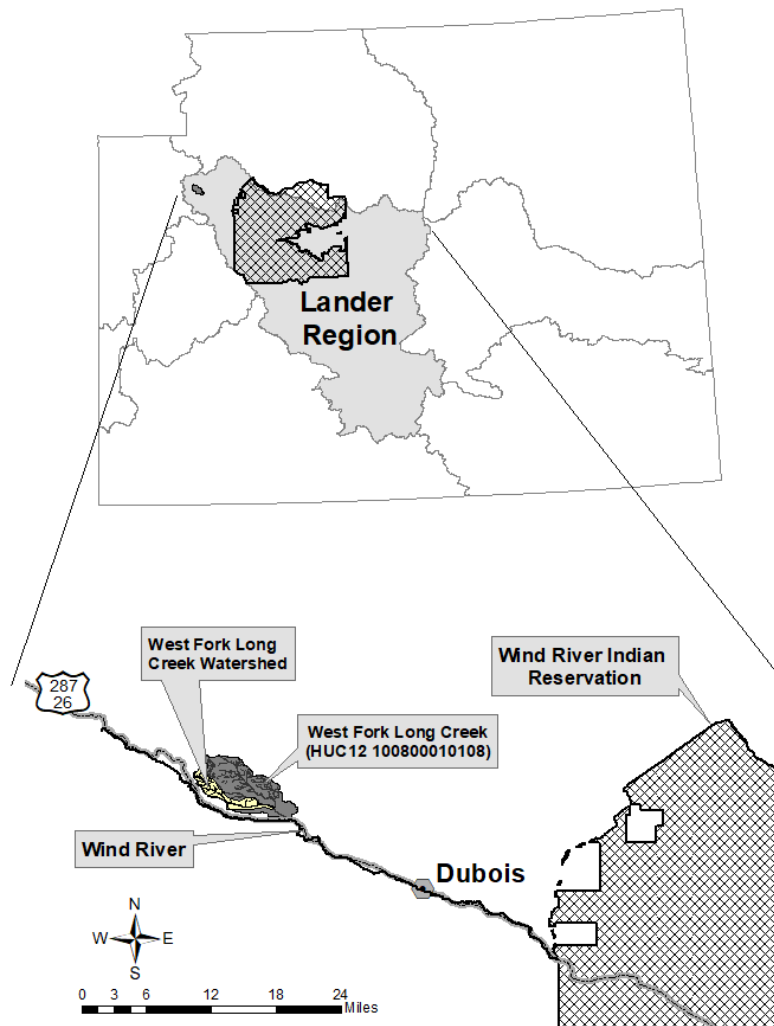 Lander
Region
West Fork Long
Creek Watershed
Wind River Indian
Reservation
287
26
West Fork Long Creek
(HUC12 100800010108)
Wind River
Dubois
N
W E
S
0 3 6 12 18 24
Miles